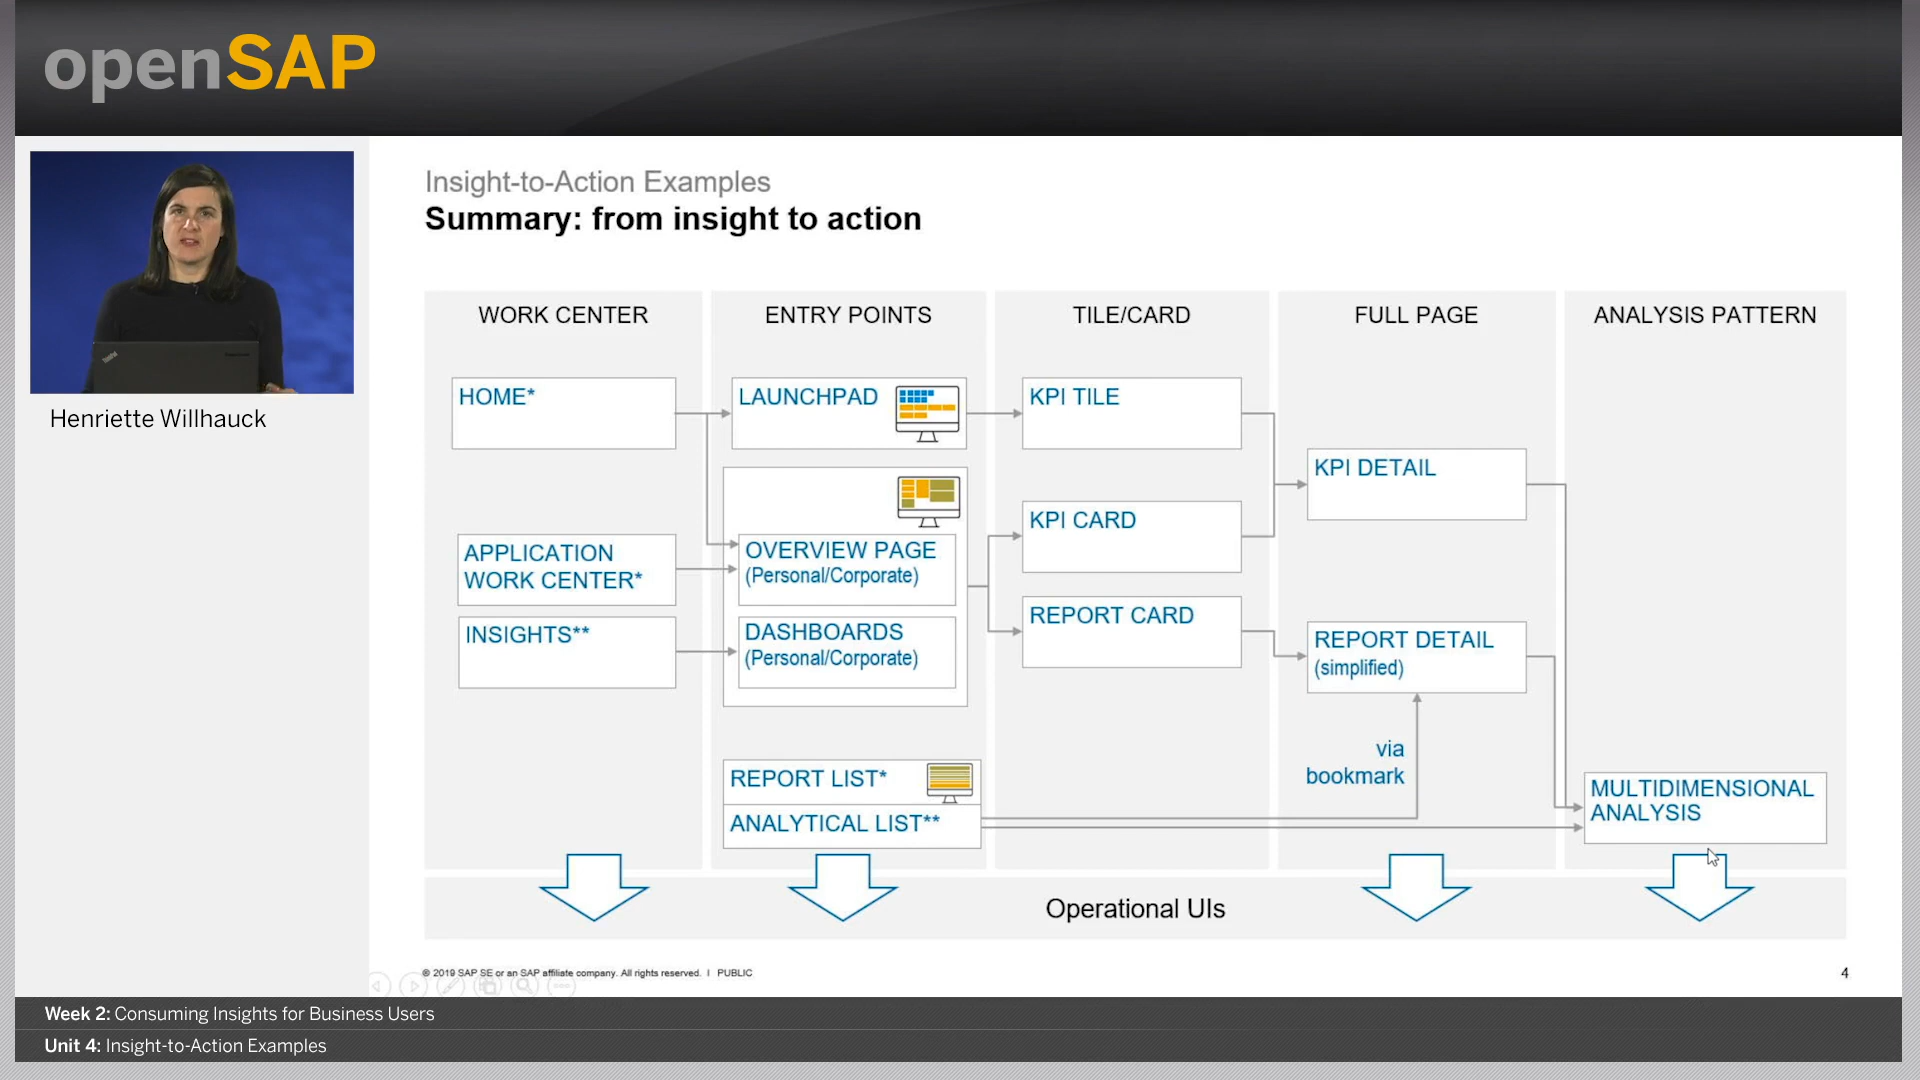 openSAP
Henriette Willhauck
Insight-to-Action Examples
Summary: from insight to action
WORK CENTER
ENTRY POINTS
TILE/CARD
FULL PAGE
ANALYSIS PATTERN
HOME*
LAUNCHPAD
KPI TILE
KPI DETAIL
KPI CARD
APPLICATION
WORK CENTER*
OVERVIEW PAGE
(Personal/Corporate)
REPORT CARD
INSIGHTS**
DASHBOARDS
(Personal/Corporate)
REPORT DETAIL
(simplified)
via
bookmark
REPORT LIST*
ANALYTICAL LIST**
MULTIDIMENSIONAL
ANALYSIS
Operational UIs
© 2019 SAP SE or an SAP affiliate company. All rights reserved. I PUBLIC
4
Week 2: Consuming Insights for Business Users
Unit 4: Insight-to-Action Examples